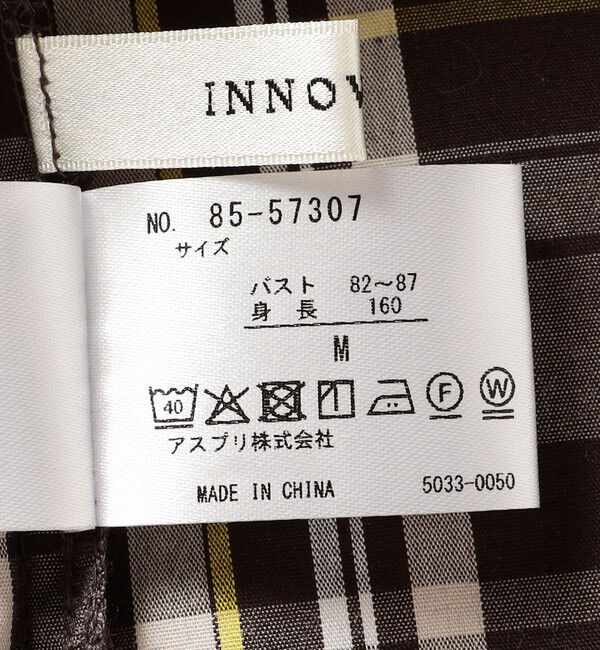 INNOV
NO. 85-57307
サイズ
バスト 82～87
身長 160
M
40 F W
アスプリ株式会社
MADE IN CHINA 5033-0050